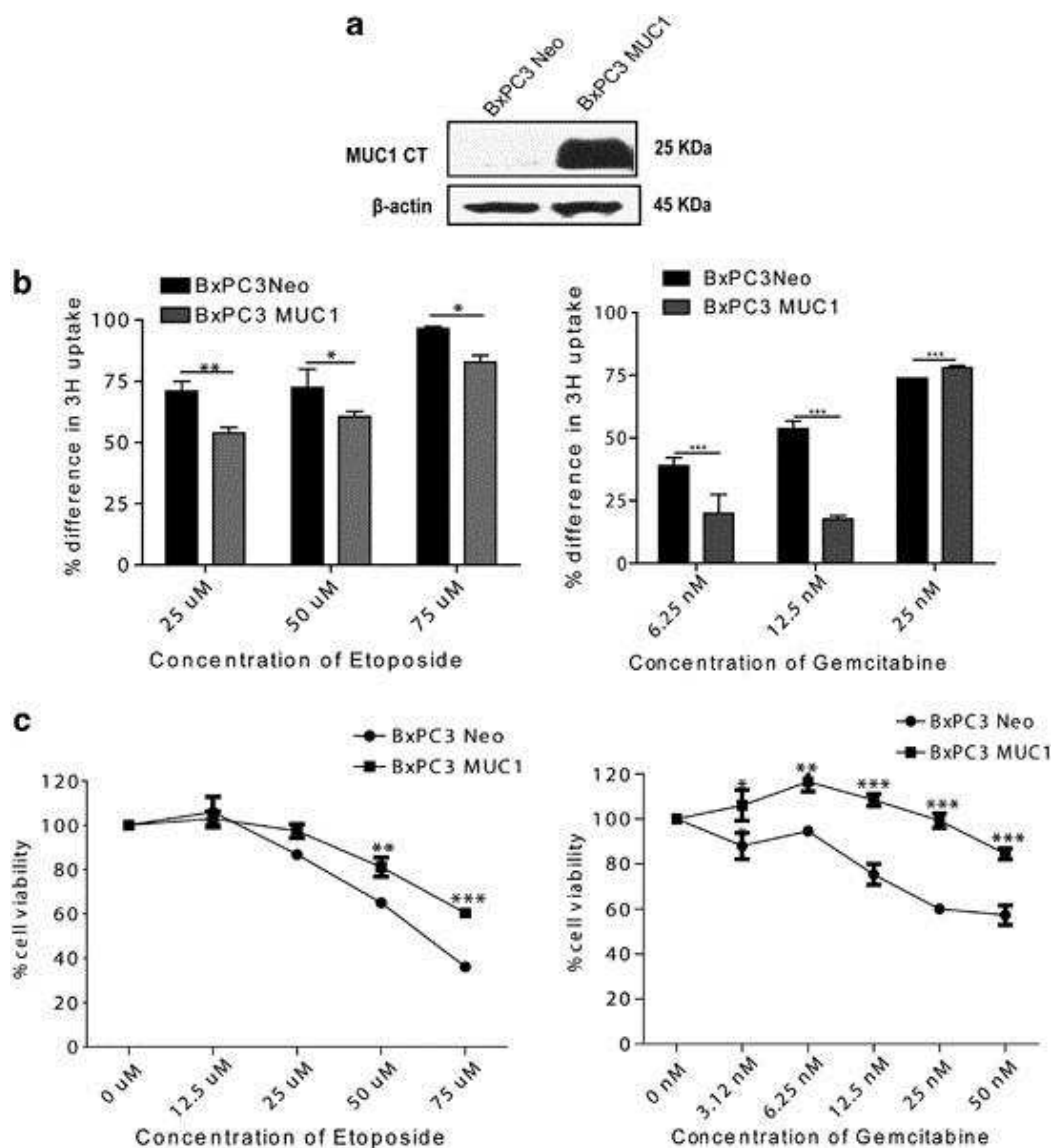 a
BxPC3 Neo
BxPC3 MUC1
MUC1 CT
25 KDa
β-actin
45 KDa
b
BxPC3Neo
BxPC3 MUC1
% difference in 3H uptake
100
75
50
25
0
**
*
*
25 uM
50 uM
75 uM
Concentration of Etoposide
BxPC3Neo
BxPC3 MUC1
% difference in 3H uptake
100
75
50
25
0
***
***
***
6.25 nM
12.5 nM
25 nM
Concentration of Gemcitabine
c
BxPC3 Neo
BxPC3 MUC1
% cell viability
120
100
80
60
40
20
0
**
***
0 uM
12.5 uM
25 uM
50 uM
75 uM
Concentration of Etoposide
BxPC3 Neo
BxPC3 MUC1
% cell viability
120
100
80
60
40
20
0
*
**
***
***
***
0 nM
3.12 nM
6.25 nM
12.5 nM
25 nM
50 nM
Concentration of Gemcitabine